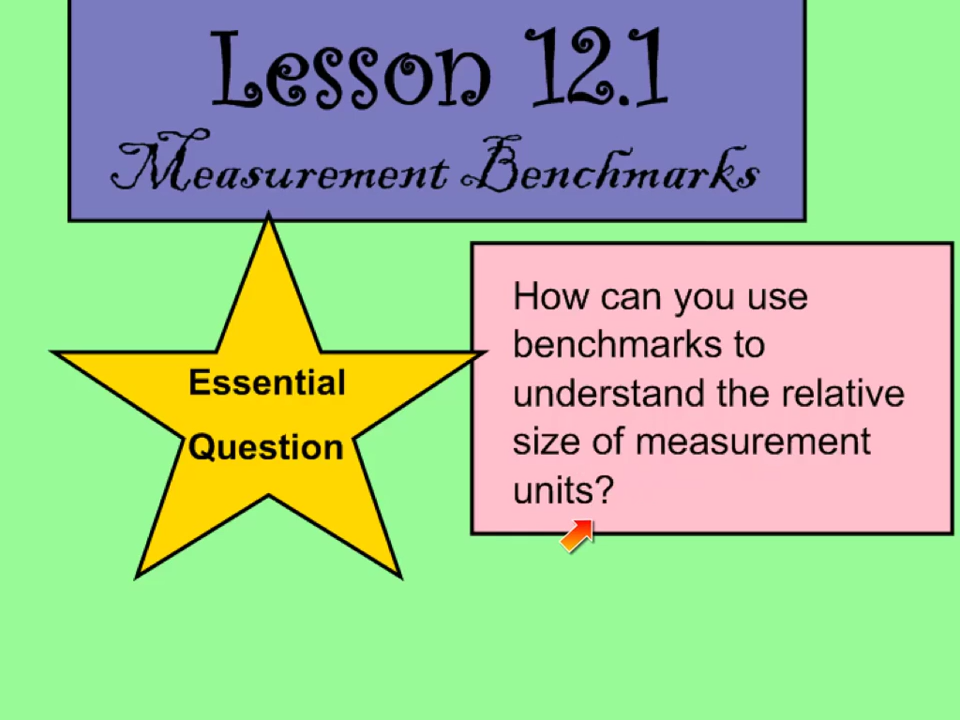 Lesson 12.1
Measurement Benchmarks
Essential
Question
How can you use
benchmarks to
understand the relative
size of measurement
units?